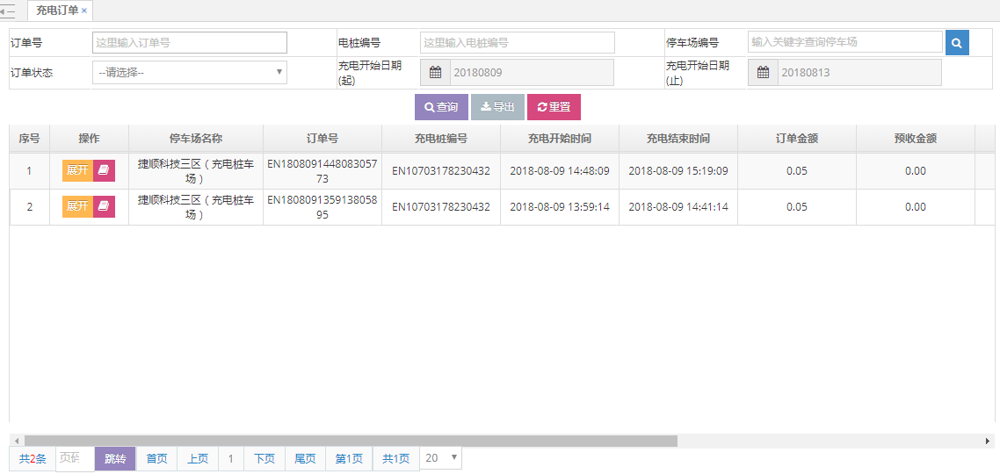 充电订单 ×
订单号 这里输入订单号 电桩编号 这里输入电桩编号 停车场编号 输入关键字查询停车场
订单状态 --请选择-- 充电开始日期(起) 20180809 充电开始日期(止) 20180813
查询 导出 重置
序号 操作 停车场名称 订单号 充电桩编号 充电开始时间 充电结束时间 订单金额 预收金额
1 展开 捷顺科技三区（充电桩车场） EN180809144808305773 EN10703178230432 2018-08-09 14:48:09 2018-08-09 15:19:09 0.05 0.00
2 展开 捷顺科技三区（充电桩车场） EN180809135913805895 EN10703178230432 2018-08-09 13:59:14 2018-08-09 14:41:14 0.05 0.00
共2条 页码 跳转 首页 上页 1 下页 尾页 第1页 共1页 20